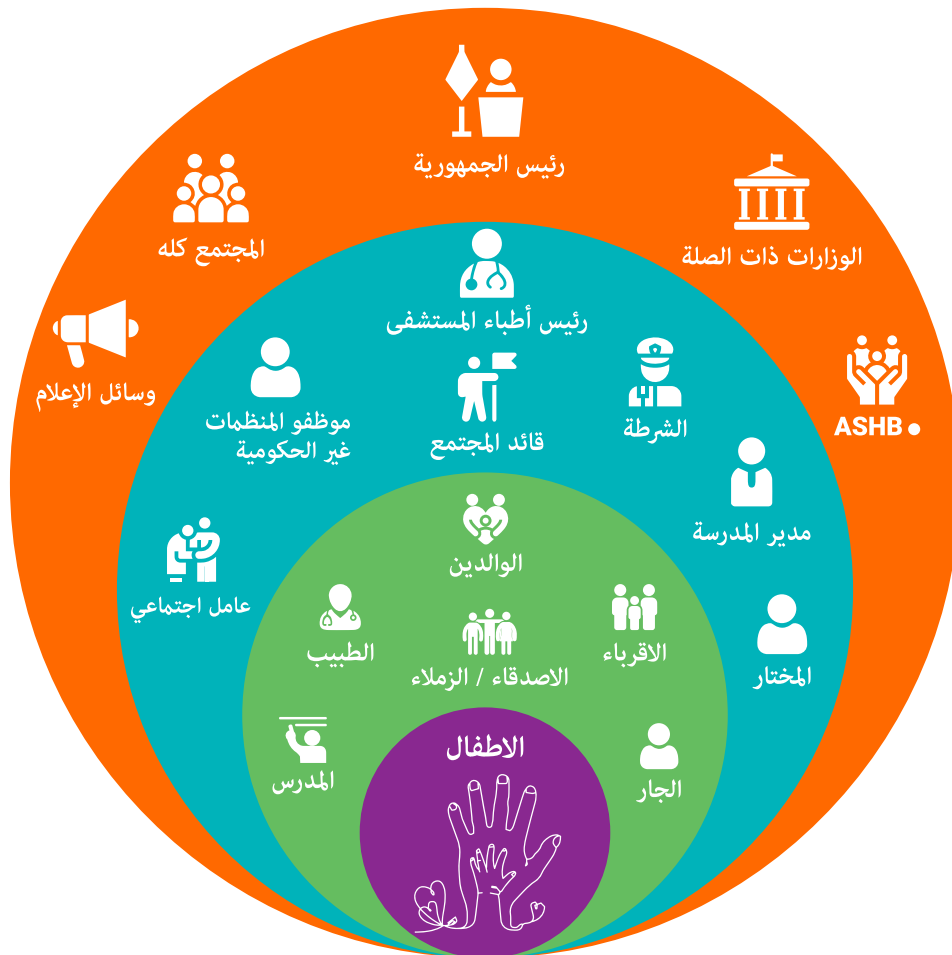 رئيس الجمهورية
المجتمع كله
الوزارات ذات الصلة
وسائل الإعلام
ASHB
رئيس أطباء المستشفى
موظفو المنظمات
غير الحكومية
قائد المجتمع
الشرطة
مدير المدرسة
عامل اجتماعي
المختار
الوالدين
الطبيب
الاصدقاء / الزملاء
الاقرباء
المدرس
الجار
الاطفال